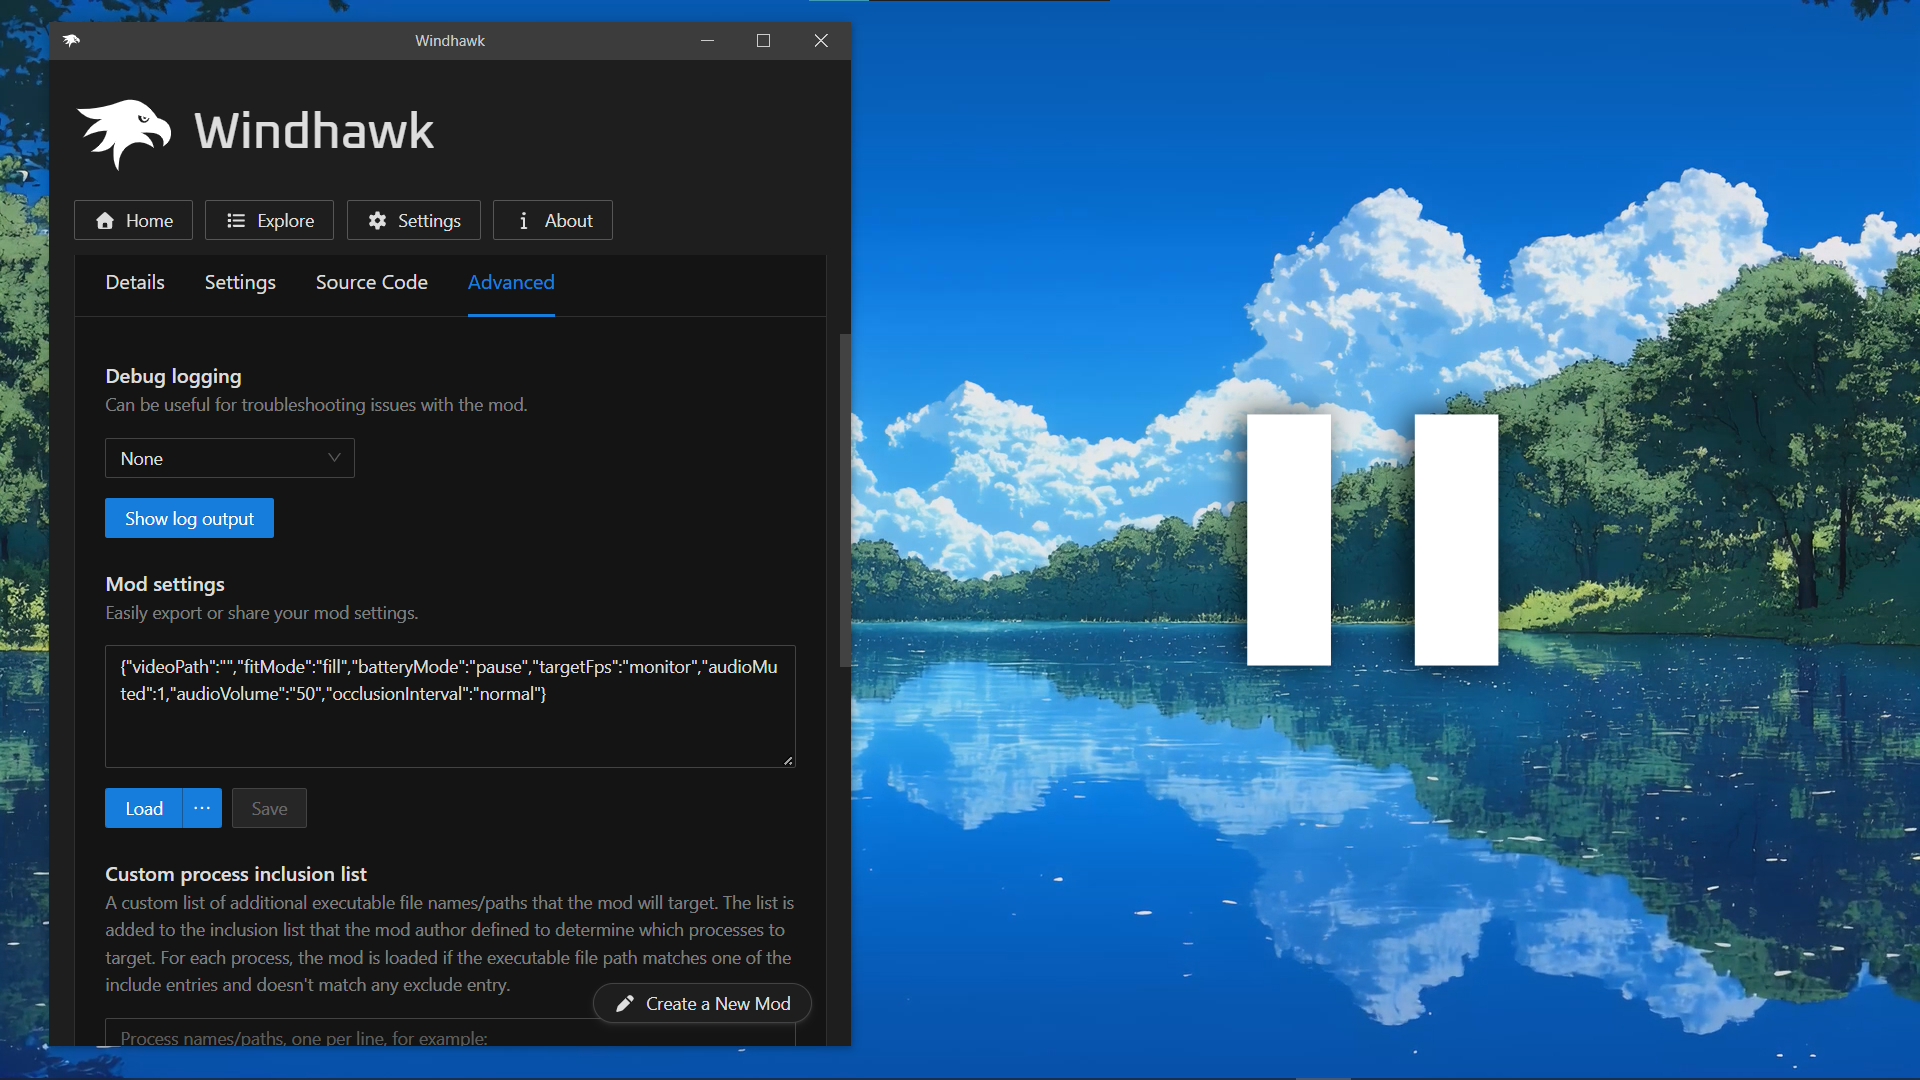 Windhawk
Windhawk
Home
Explore
Settings
About
Details
Settings
Source Code
Advanced
Debug logging
Can be useful for troubleshooting issues with the mod.
None
Show log output
Mod settings
Easily export or share your mod settings.
{"videoPath":"","fitMode":"fill","batteryMode":"pause","targetFps":"monitor","audioMu
ted":1,"audioVolume":"50","occlusionInterval":"normal"}
Load
···
Save
Custom process inclusion list
A custom list of additional executable file names/paths that the mod will target. The list is
added to the inclusion list that the mod author defined to determine which processes to
target. For each process, the mod is loaded if the executable file path matches one of the
include entries and doesn't match any exclude entry.
Create a New Mod
Process names/paths, one per line, for example: